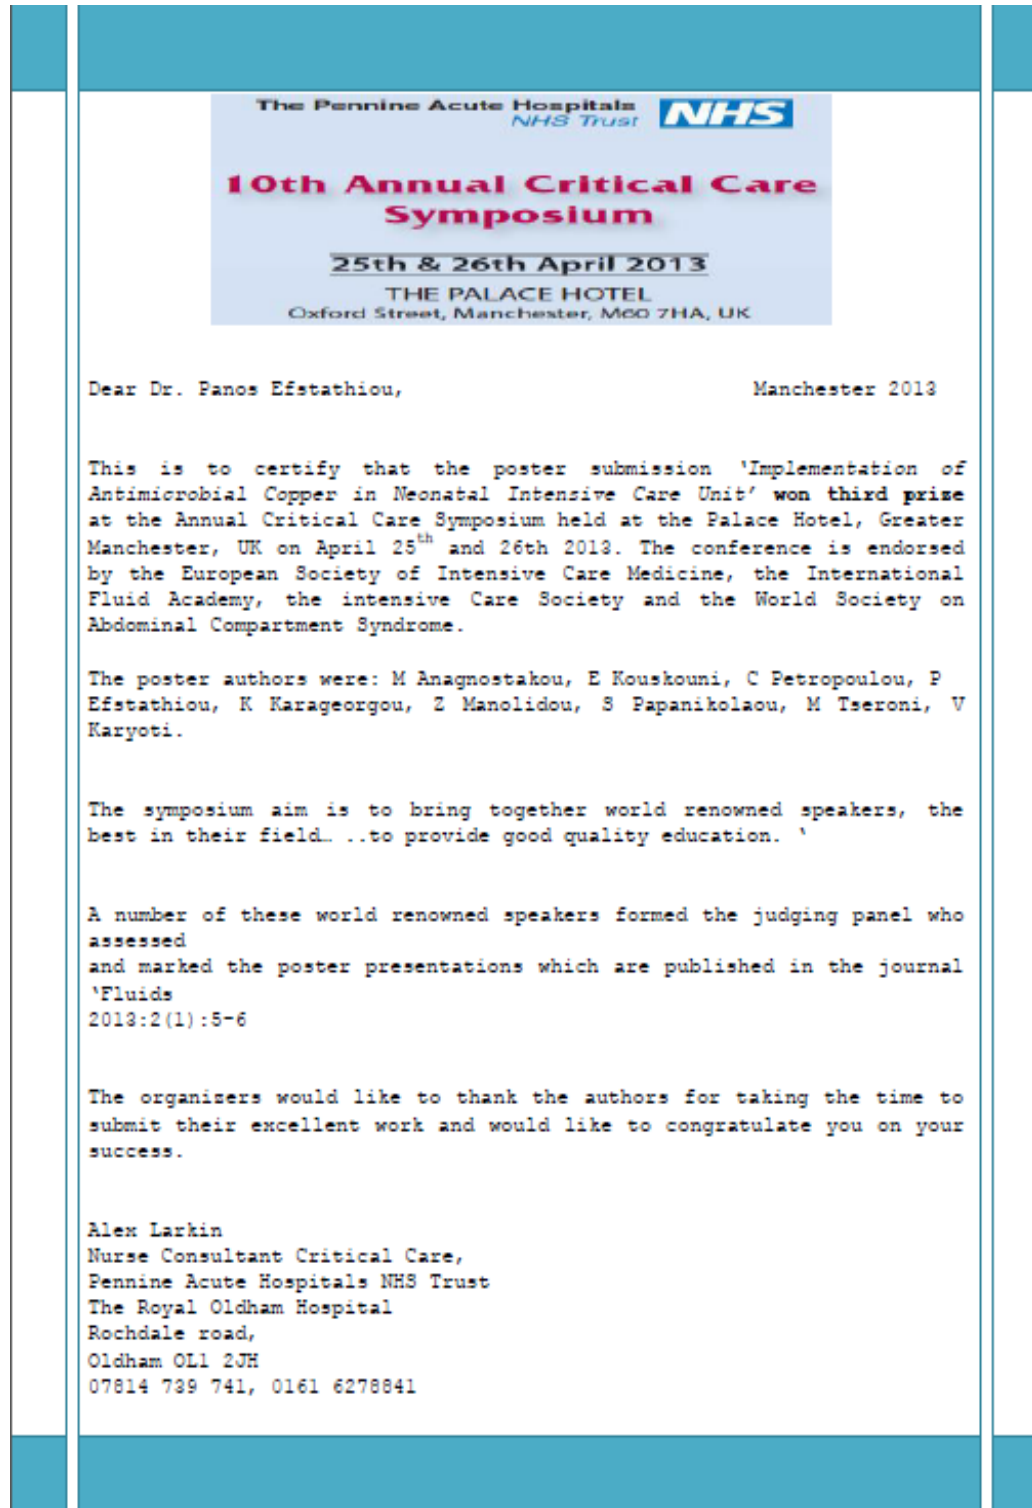 The Pennine Acute Hospitals NHS
NHS Trust
10th Annual Critical Care
Symposium
25th & 26th April 2013
THE PALACE HOTEL
Oxford Street, Manchester, M60 7HA, UK
Dear Dr. Panos Efstathiou, Manchester 2013
This is to certify that the poster submission ‘Implementation of
Antimicrobial Copper in Neonatal Intensive Care Unit’ won third prize
at the Annual Critical Care Symposium held at the Palace Hotel, Greater
Manchester, UK on April 25th and 26th 2013. The conference is endorsed
by the European Society of Intensive Care Medicine, the International
Fluid Academy, the intensive Care Society and the World Society on
Abdominal Compartment Syndrome.
The poster authors were: M Anagnostakou, E Kouskouni, C Petropoulou, P
Efstathiou, K Karageorgou, Z Manolidou, S Papanikolaou, M Tseroni, V
Karyoti.
The symposium aim is to bring together world renowned speakers, the
best in their field… ..to provide good quality education. ‘
A number of these world renowned speakers formed the judging panel who
assessed
and marked the poster presentations which are published in the journal
‘Fluids
2013:2(1):5-6
The organizers would like to thank the authors for taking the time to
submit their excellent work and would like to congratulate you on your
success.
Alex Larkin
Nurse Consultant Critical Care,
Pennine Acute Hospitals NHS Trust
The Royal Oldham Hospital
Rochdale road,
Oldham OL1 2JH
07814 739 741, 0161 6278841